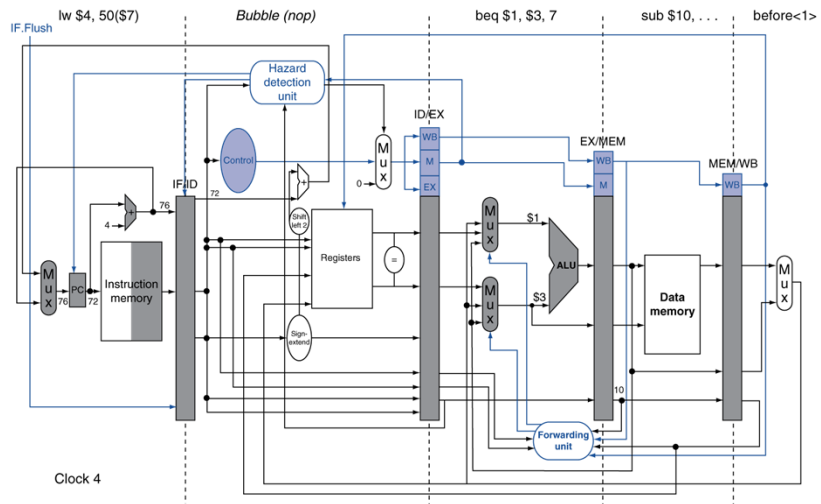 lw $4, 50($7)
Bubble (nop)
beq $1, $3, 7
sub $10, . . .
before<1>
IF.Flush
Hazard
detection
unit
ID/EX
WB
EX/MEM
M
u
x
Control
M
WB
MEM/WB
0
EX
M
WB
IF/ID
72
76
+
+
4
Shift
left 2
M
u
x
$1
Registers
=
ALU
M
u
x
PC
76
72
Instruction
memory
M
u
x
$3
Data
memory
M
u
x
Sign-
extend
10
Forwarding
unit
Clock 4